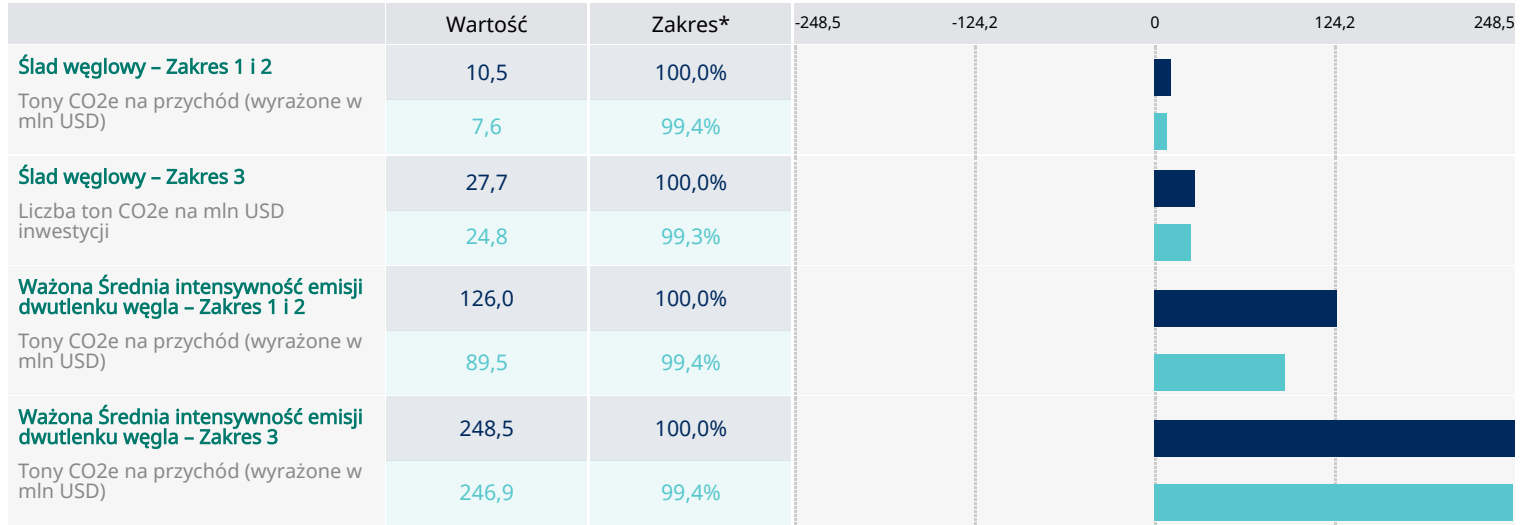 Wartość Zakres* -248,5 -124,2 0 124,2 248,5
Ślad węglowy – Zakres 1 i 2
Tony CO2e na przychód (wyrażone w
mln USD)
10,5 100,0%
7,6 99,4%
Ślad węglowy – Zakres 3
Liczba ton CO2e na mln USD
inwestycji
27,7 100,0%
24,8 99,3%
Ważona Średnia intensywność emisji
dwutlenku węgla – Zakres 1 i 2
Tony CO2e na przychód (wyrażone w
mln USD)
126,0 100,0%
89,5 99,4%
Ważona Średnia intensywność emisji
dwutlenku węgla – Zakres 3
Tony CO2e na przychód (wyrażone w
mln USD)
248,5 100,0%
246,9 99,4%